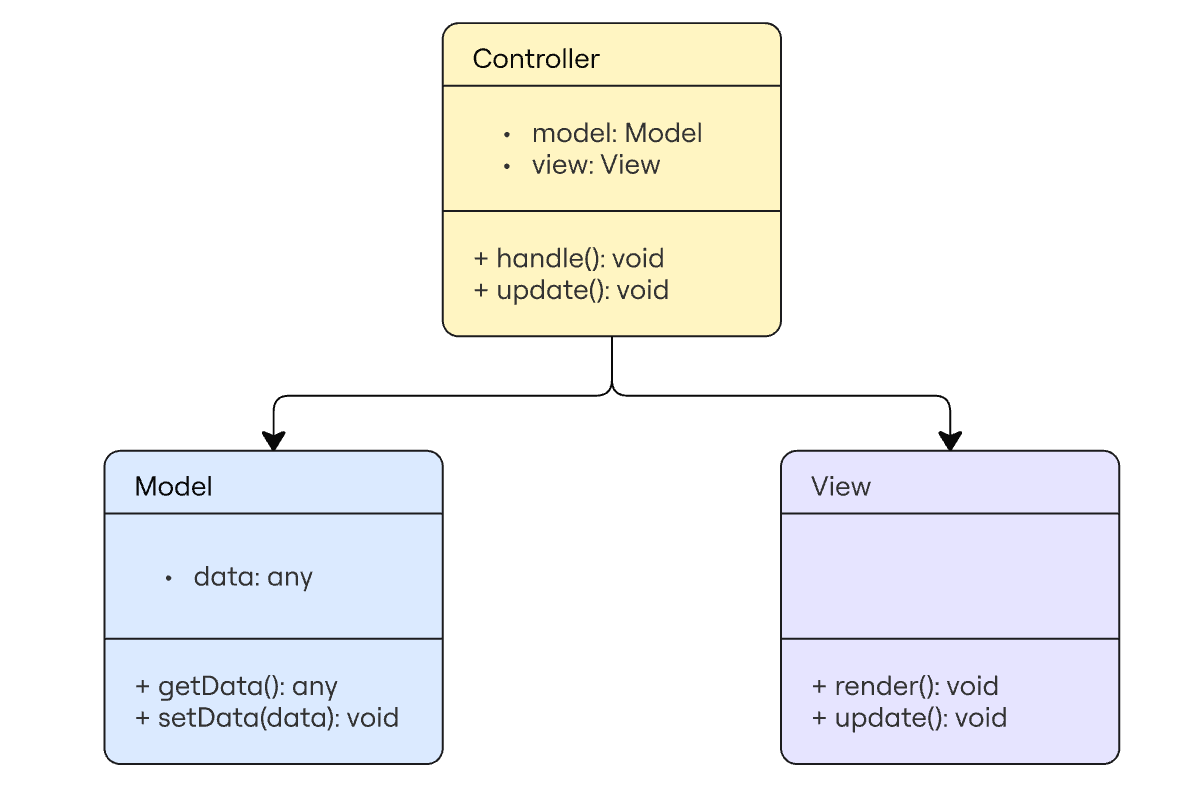 Controller
• model: Model
• view: View
+ handle(): void
+ update(): void
Model
• data: any
+ getData(): any
+ setData(data): void
View
+ render(): void
+ update(): void